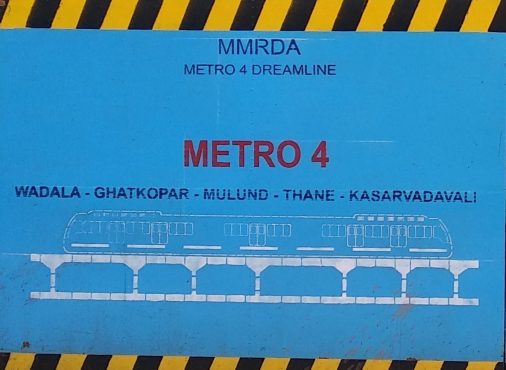 MMRDA
METRO 4 DREAMLINE
METRO 4
WADALA - GHATKOPAR - MULUND - THANE - KASARVADAVALI